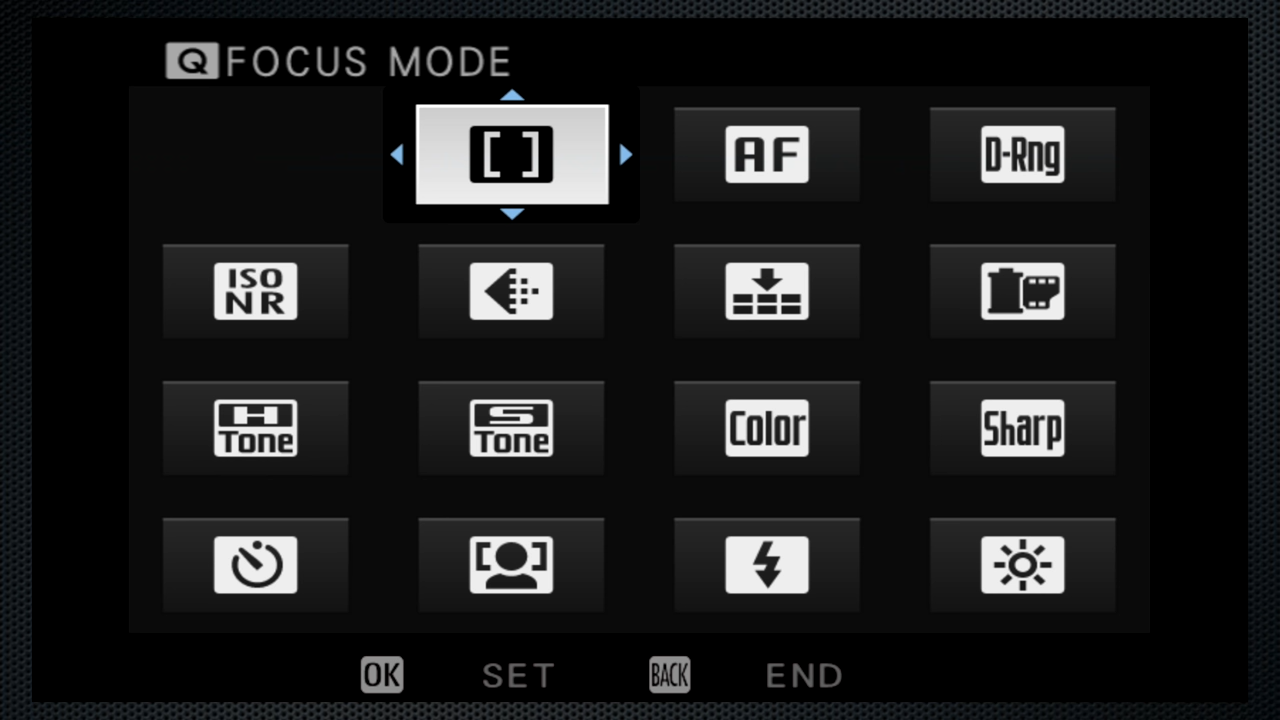 Q FOCUS MODE
[ ] AF D-Rng
ISO NR
H Tone S Tone Color Sharp
OK SET BACK END